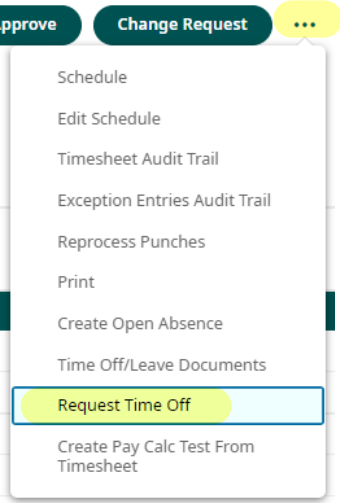 pprove
Change Request
...
Schedule
Edit Schedule
Timesheet Audit Trail
Exception Entries Audit Trail
Reprocess Punches
Print
Create Open Absence
Time Off/Leave Documents
Request Time Off
Create Pay Calc Test From
Timesheet